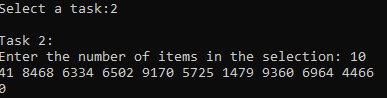 Select a task:2
Task 2:
Enter the number of items in the selection: 10
41 8468 6334 6502 9170 5725 1479 9360 6964 4466
0